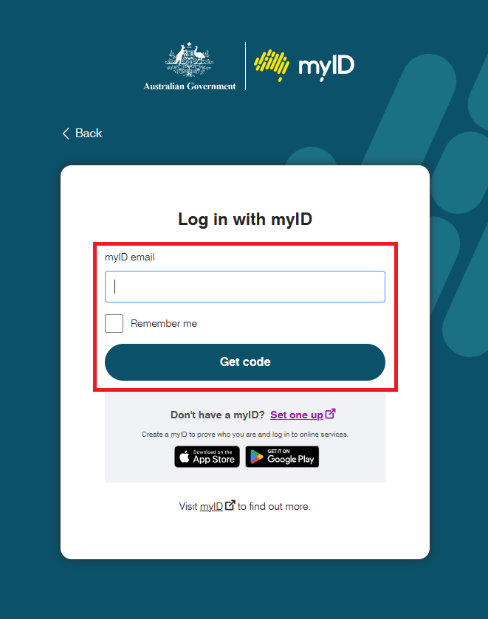 Australian Government
myID
Back
Log in with myID
myID email
Remember me
Get code
Don't have a myID? Set one up
Create a myID to prove who you are and log in to online services.
Download on the
App Store
GET IT ON
Google Play
Visit myID to find out more.